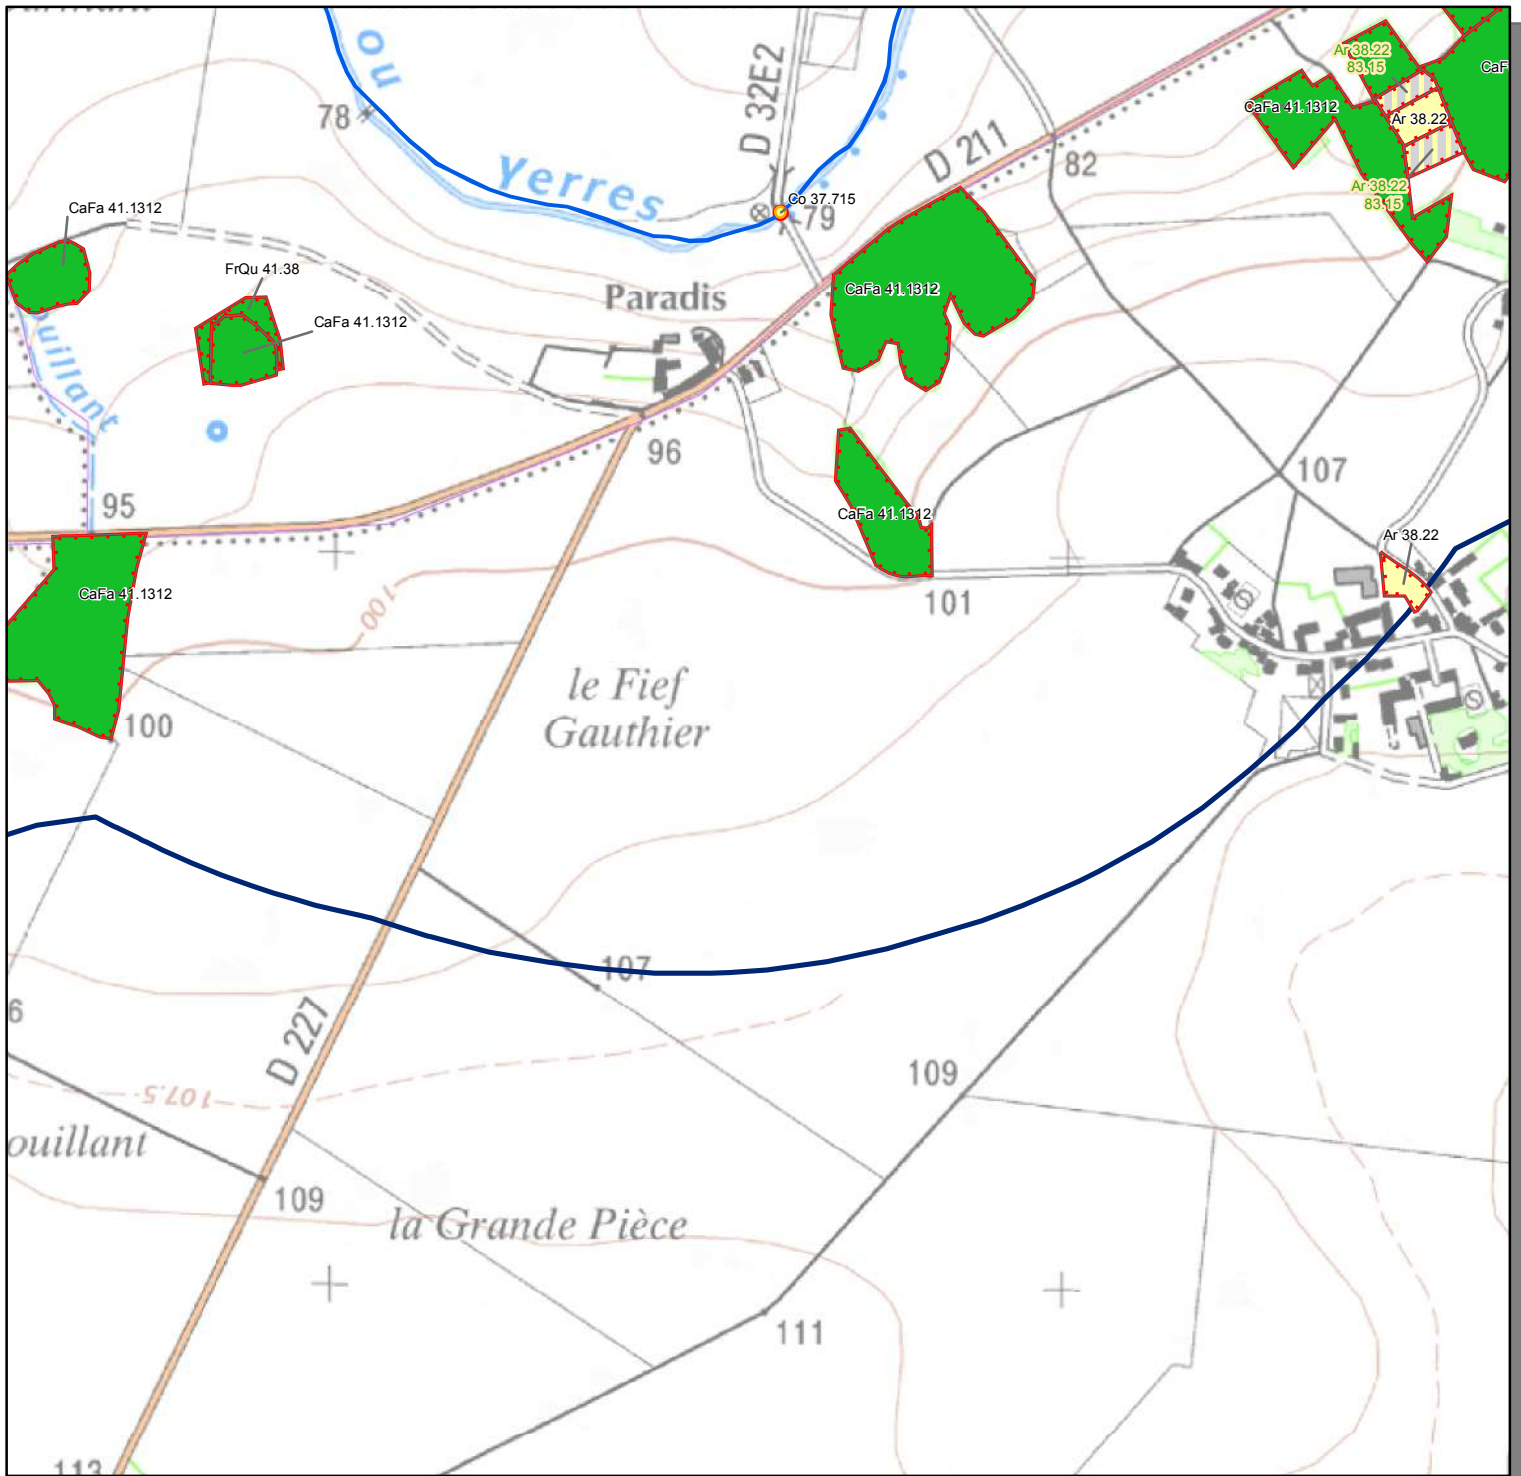 ou
78
D 32E2
Yerres
D 211
82
Ar 38.22
83.15
CaF
CaFa 41.1312
Ar 38.22
Ar 38.22
83.15
CaFa 41.1312
Co 37.715
79
FrQu 41.38
CaFa 41.1312
Paradis
CaFa 41.1312
ouillant
96
107
95
CaFa 41.1312
Ar 38.22
CaFa 41.1312
100
101
le Fief
Gauthier
100
107
6
D 227
109
107.5
ouillant
109
la Grande Pièce
111
113